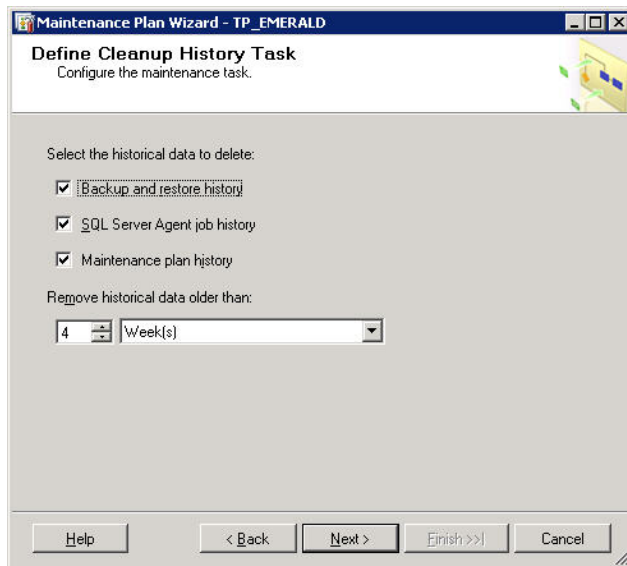 Maintenance Plan Wizard - TP_EMERALD
Define Cleanup History Task
Configure the maintenance task.
Select the historical data to delete:
Backup and restore history
SQL Server Agent job history
Maintenance plan history
Remove historical data older than:
4 Week(s)
Help < Back Next > Finish >>| Cancel